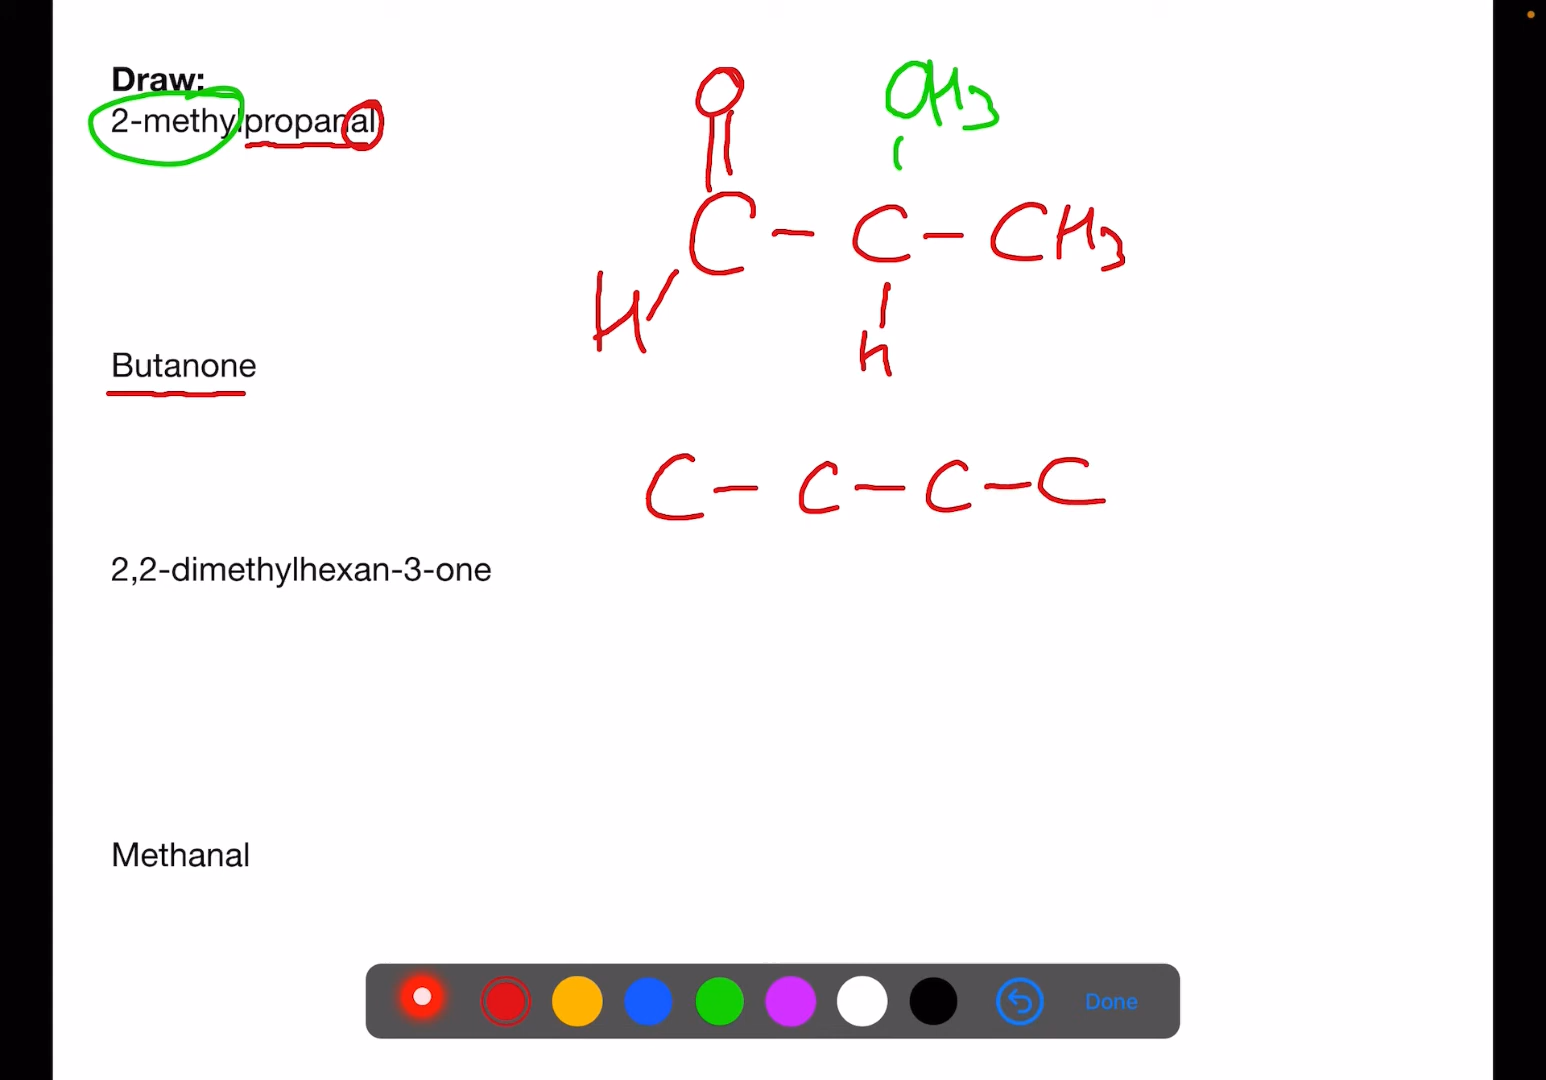 Draw:
2-methylpropanal
O CH3
C - C - CH3
H H
Butanone
C - C - C - C
2,2-dimethylhexan-3-one
Methanal
Done